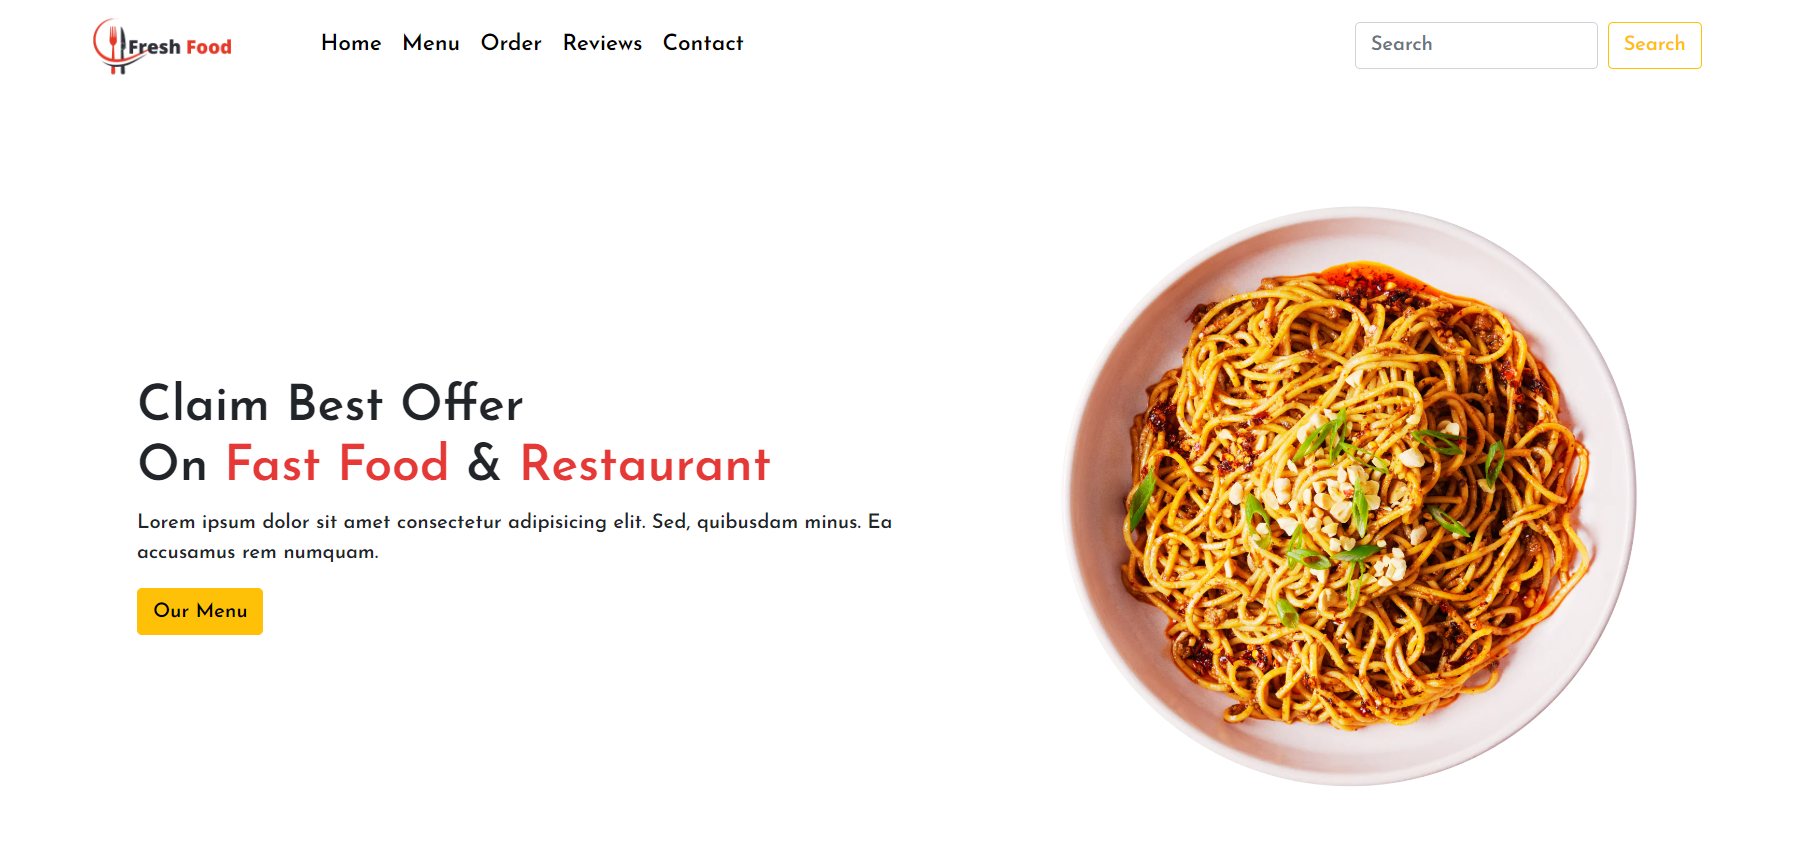 Fresh Food
Home Menu Order Reviews Contact
Search
Search
Claim Best Offer
On Fast Food & Restaurant
Lorem ipsum dolor sit amet consectetur adipisicing elit. Sed, quibusdam minus. Ea
accusamus rem numquam.
Our Menu